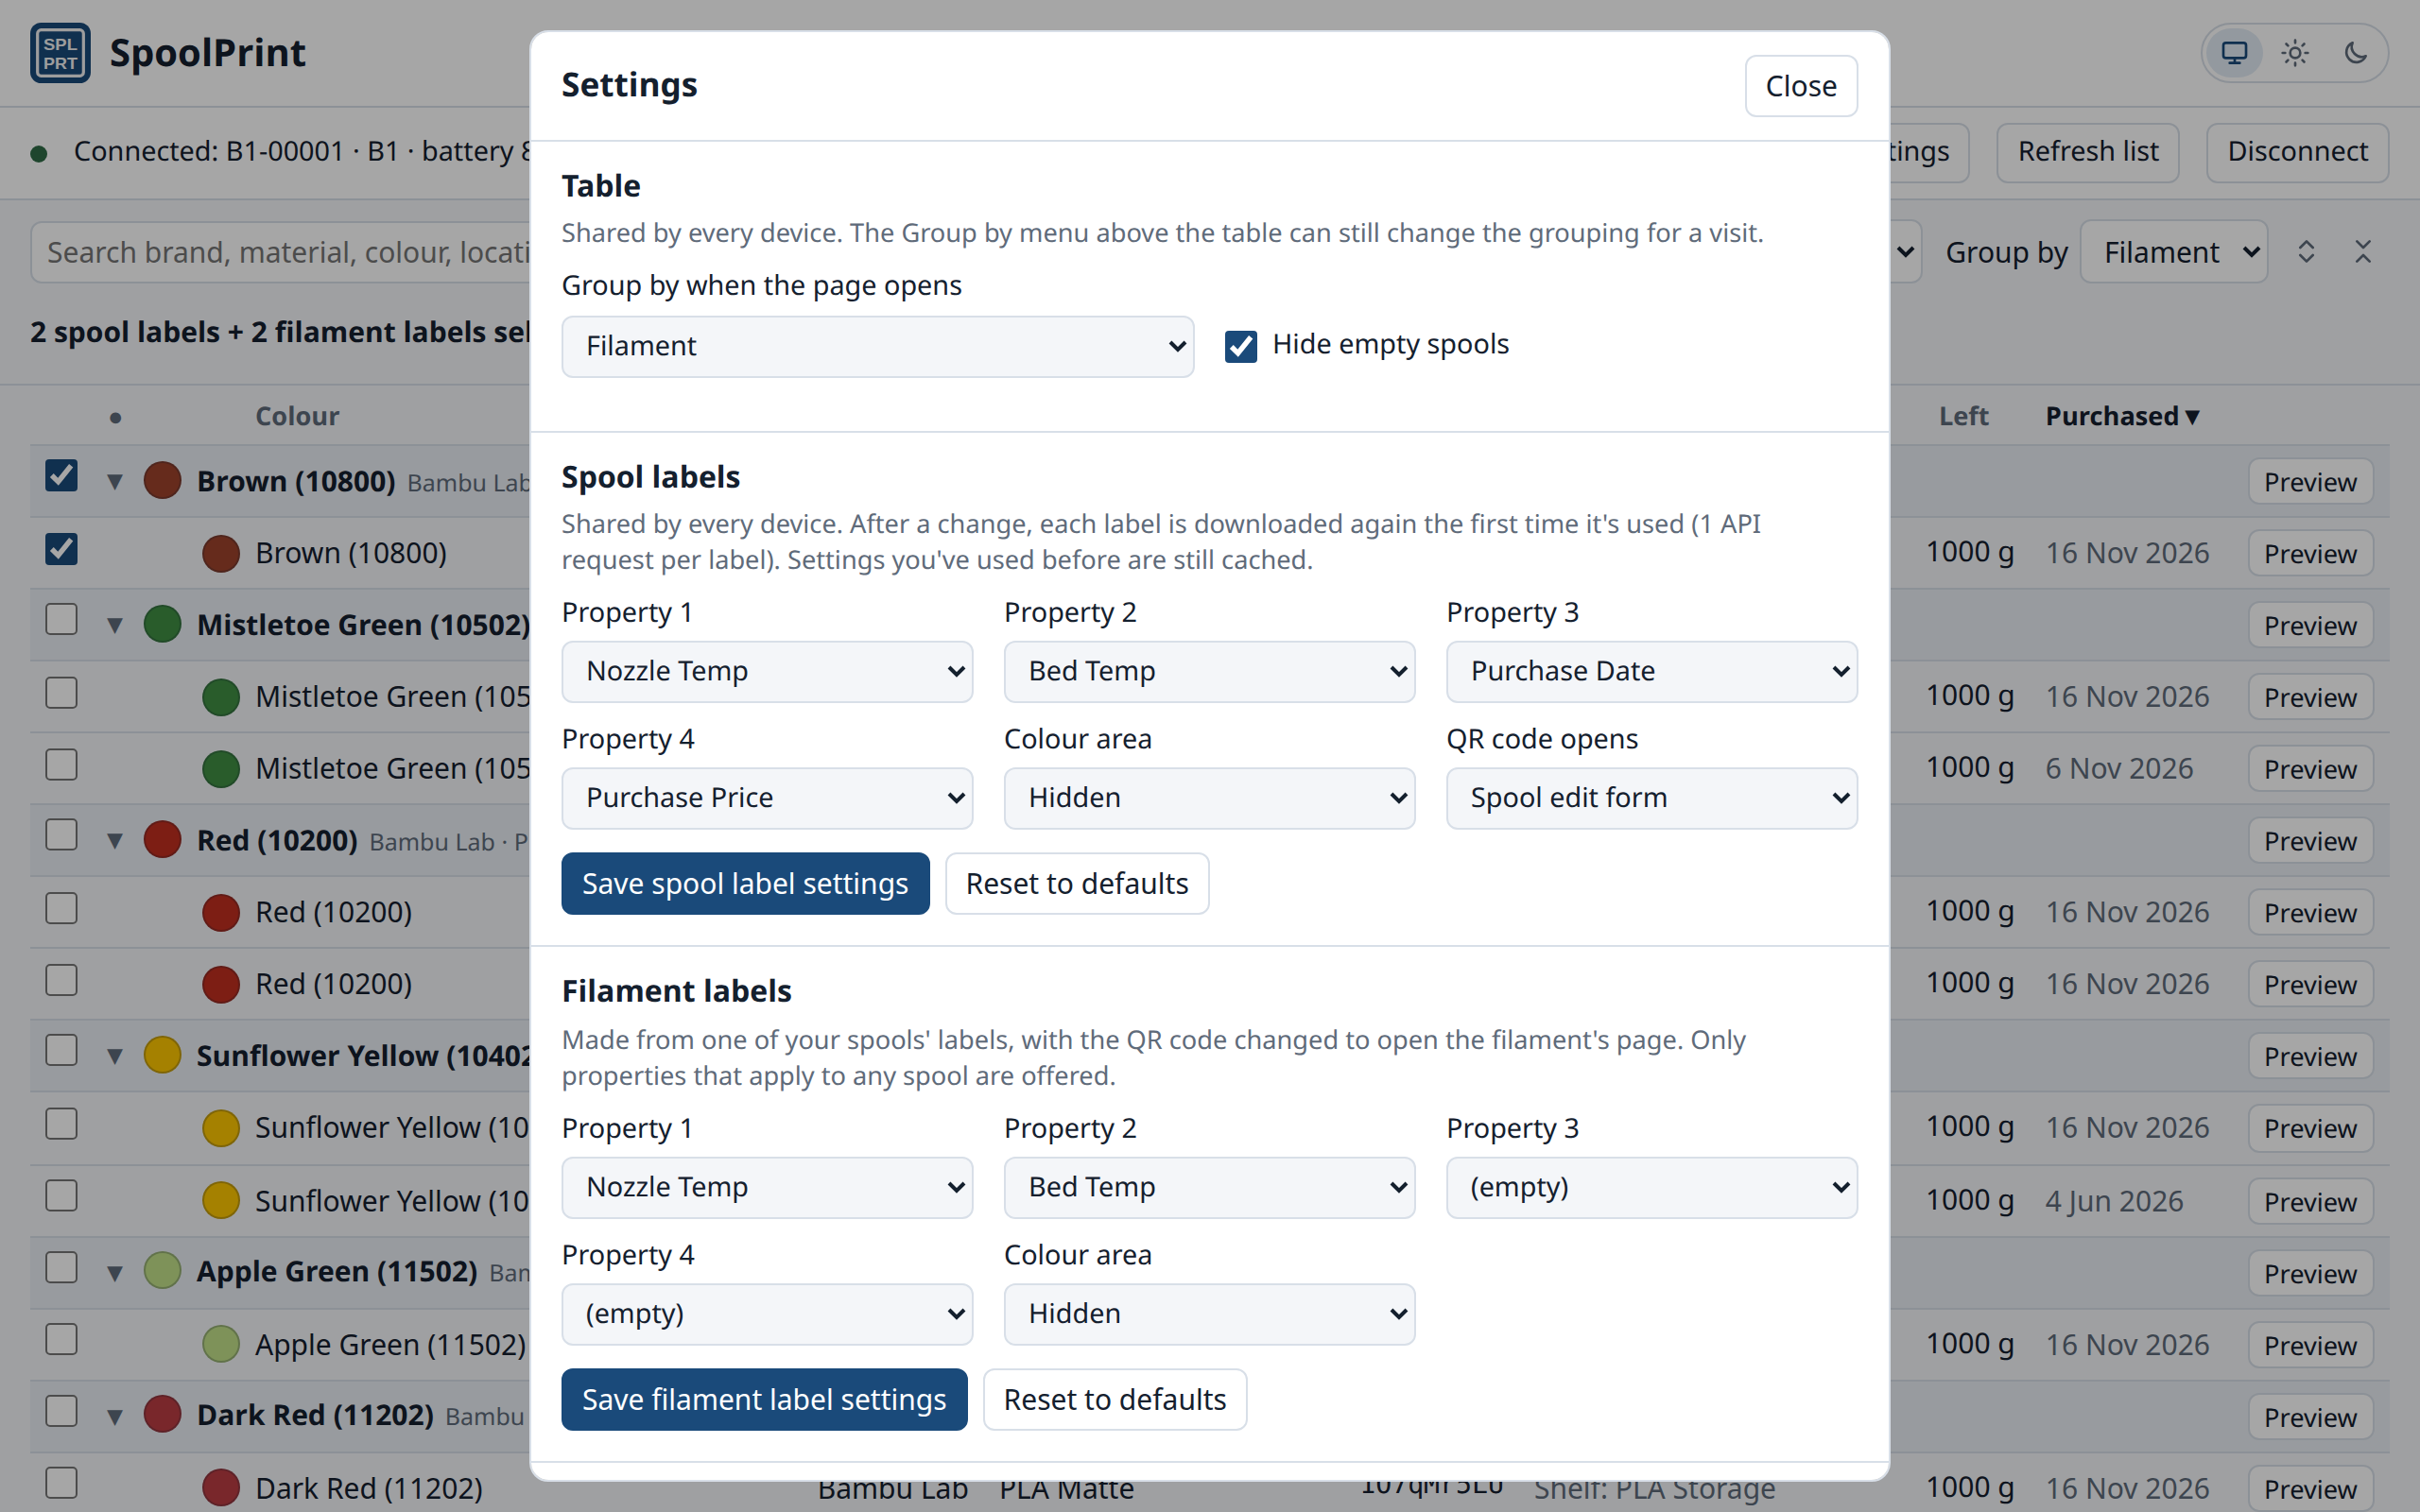 SPL
PRT
SpoolPrint
Settings
Close
Connected: B1-00001 · B1 · battery
Refresh list
Disconnect
Table
Shared by every device. The Group by menu above the table can still change the grouping for a visit.
Search brand, material, colour,
Group by
Filament
Group by when the page opens
Filament
Hide empty spools
2 spool labels + 2 filament labels
Colour
Left
Purchased ▼
Brown (10800) Bambu Lab
Preview
Brown (10800)
1000 g
16 Nov 2026
Preview
Mistletoe Green (10502)
Preview
Mistletoe Green
1000 g
16 Nov 2026
Preview
Mistletoe Green
1000 g
6 Nov 2026
Preview
Red (10200) Bambu Lab ·
Preview
Red (10200)
1000 g
16 Nov 2026
Preview
Red (10200)
1000 g
16 Nov 2026
Preview
Sunflower Yellow (10402
Preview
Sunflower Yellow
1000 g
16 Nov 2026
Preview
Sunflower Yellow
1000 g
4 Jun 2026
Preview
Apple Green (11502)
Preview
Apple Green (11502)
1000 g
16 Nov 2026
Preview
Dark Red (11202) Bambu
Preview
Dark Red (11202)
Bambu Lab
PLA Matte
Shelf: PLA Storage
1000 g
16 Nov 2026
Preview
Spool labels
Shared by every device. After a change, each label is downloaded again the first time it's used (1 API
request per label). Settings you've used before are still cached.
Property 1
Property 2
Property 3
Nozzle Temp
Bed Temp
Purchase Date
Property 4
Colour area
QR code opens
Purchase Price
Hidden
Spool edit form
Save spool label settings
Reset to defaults
Filament labels
Made from one of your spools' labels, with the QR code changed to open the filament's page. Only
properties that apply to any spool are offered.
Property 1
Property 2
Property 3
Nozzle Temp
Bed Temp
(empty)
Property 4
Colour area
(empty)
Hidden
Save filament label settings
Reset to defaults